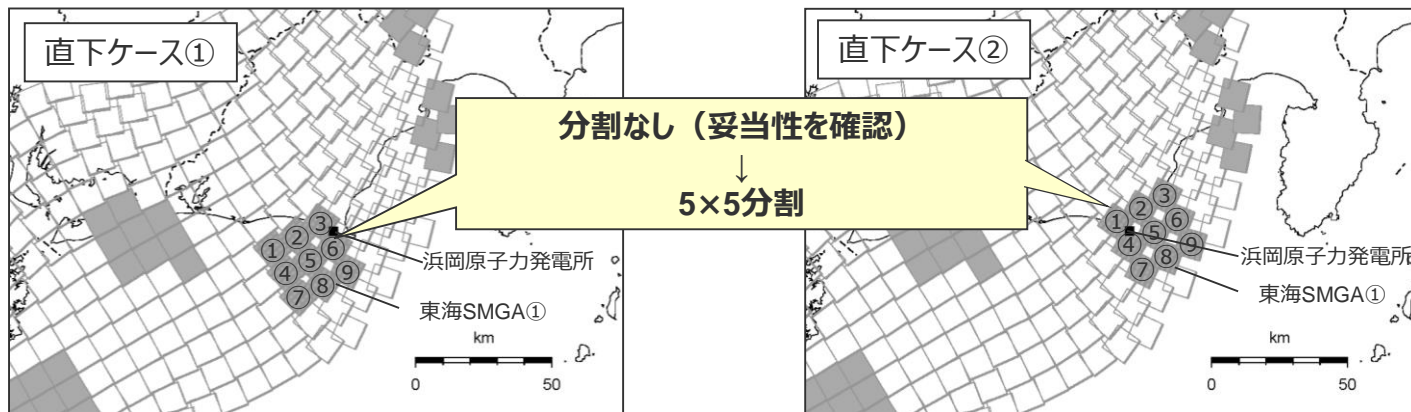 直下ケース①
直下ケース②
分割なし（妥当性を確認）
↓
5×5分割
①
②
③
④
⑤
⑥
⑦
⑧
⑨
浜岡原子力発電所
東海SMGA①
km
0
50
①
②
③
④
⑤
⑥
⑦
⑧
⑨
浜岡原子力発電所
東海SMGA①
km
0
50